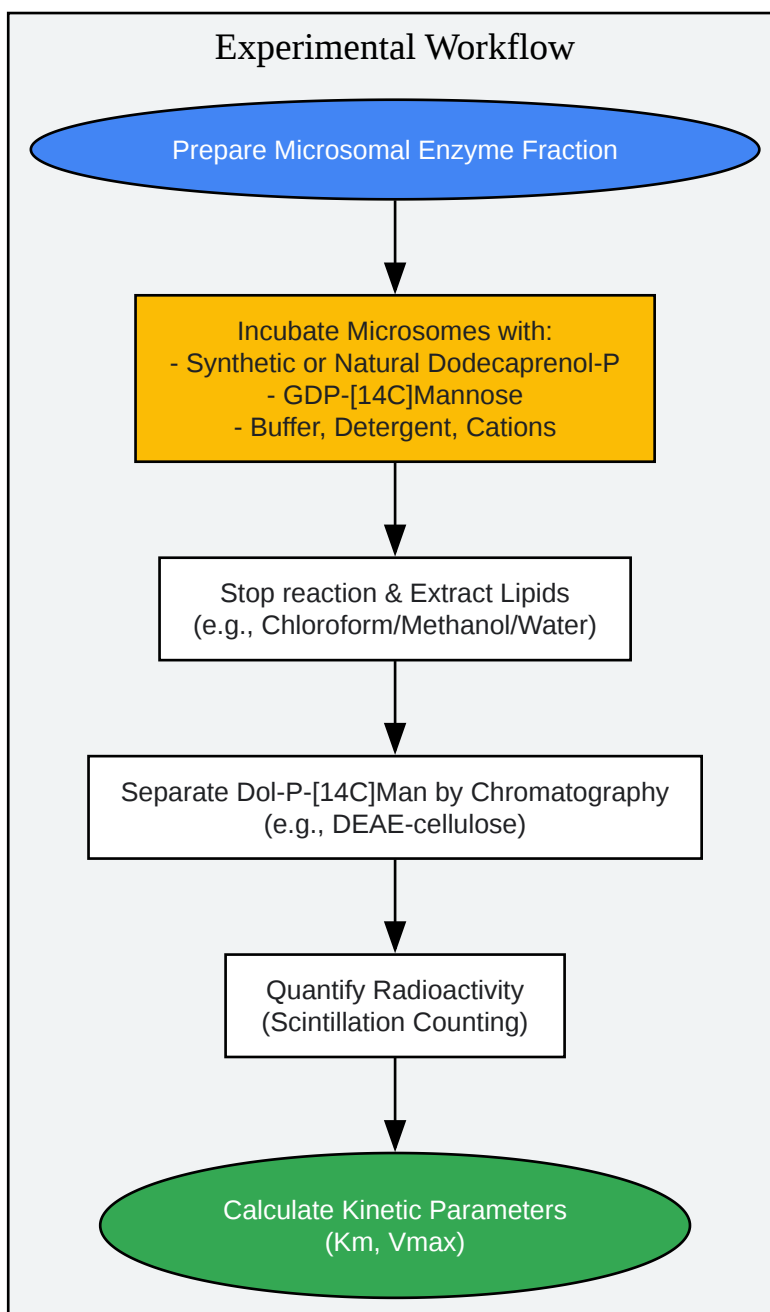 Experimental Workflow
Prepare Microsomal Enzyme Fraction
Incubate Microsomes with:
- Synthetic or Natural Dodecaprenol-P
- GDP-[14C]Mannose
- Buffer, Detergent, Cations
Stop reaction & Extract Lipids
(e.g., Chloroform/Methanol/Water)
Separate Dol-P-[14C]Man by Chromatography
(e.g., DEAE-cellulose)
Quantify Radioactivity
(Scintillation Counting)
Calculate Kinetic Parameters
(Km, Vmax)